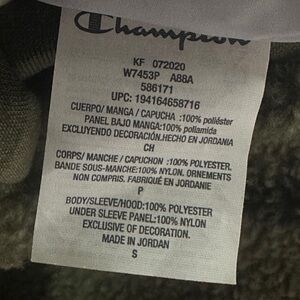 Champion
KF 072020
W7453P A88A
586171
UPC: 194164658716
CUERPO/ MANGA / CAPUCHA :100% poliéster
PANEL BAJO MANGA:100% poliamida
EXCLUYENDO DECORACIÓN.HECHO EN JORDANIA
CH
CORPS/ MANCHE / CAPUCHON :100% POLYESTER.
BANDE SOUS-MANCHE:100% NYLON. ORNEMENTS
NON COMPRIS. FABRIQUÉ EN JORDANIE
P
BODY/SLEEVE/HOOD:100% POLYESTER
UNDER SLEEVE PANEL:100% NYLON
EXCLUSIVE OF DECORATION.
MADE IN JORDAN
S